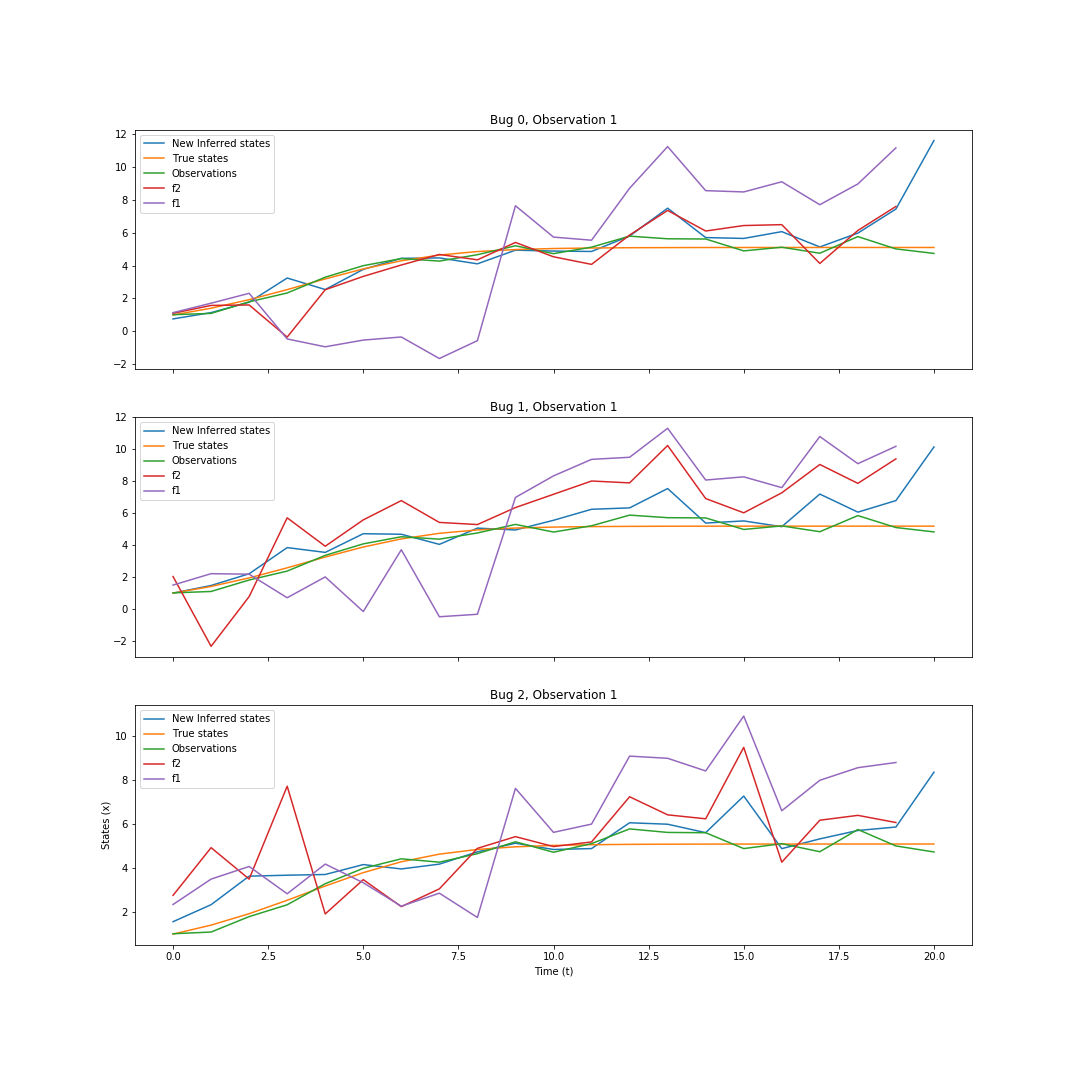 Bug 0, Observation 1
12
10
8
6
4
2
0
−2
New Inferred states
True states
Observations
f2
f1
Bug 1, Observation 1
12
10
8
6
4
2
0
−2
New Inferred states
True states
Observations
f2
f1
Bug 2, Observation 1
10
8
6
4
2
States (x)
New Inferred states
True states
Observations
f2
f1
0.0 2.5 5.0 7.5 10.0 12.5 15.0 17.5 20.0
Time (t)